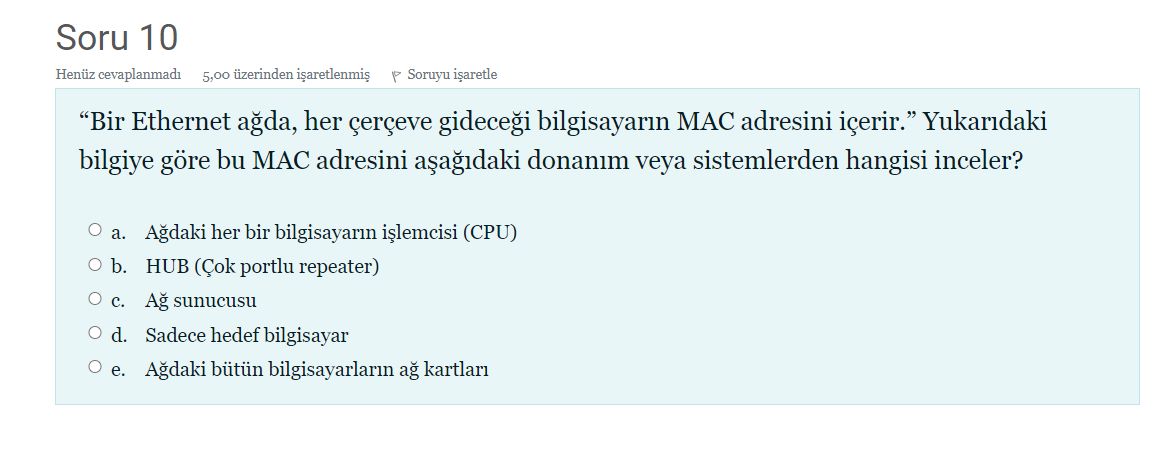 Soru 10
Henüz cevaplanmadı 5,00 üzerinden işaretlenmiş Soruyu işaretle
“Bir Ethernet ağda, her çerçeve gideceği bilgisayarın MAC adresini içerir.” Yukarıdaki
bilgiye göre bu MAC adresini aşağıdaki donanım veya sistemlerden hangisi inceler?
a. Ağdaki her bir bilgisayarın işlemcisi (CPU)
b. HUB (Çok portlu repeater)
c. Ağ sunucusu
d. Sadece hedef bilgisayar
e. Ağdaki bütün bilgisayarların ağ kartları